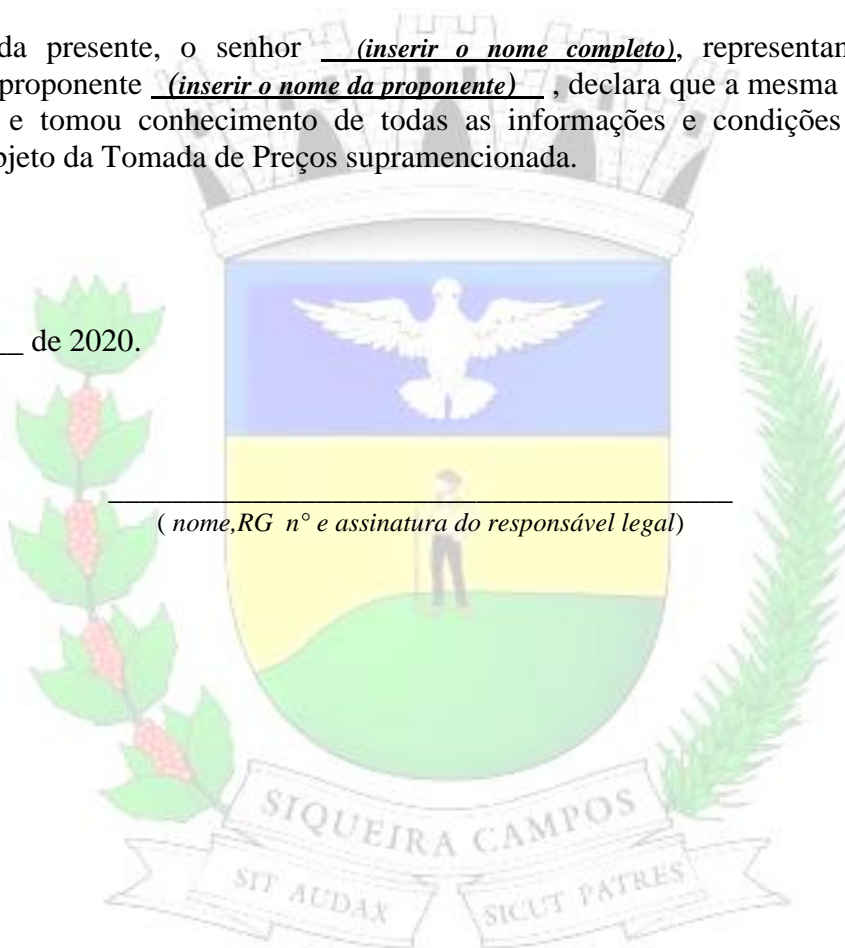 da presente, o senhor (inserir o nome completo), representan
proponente (inserir o nome da proponente) , declara que a mesma
e tomou conhecimento de todas as informações e condições
jeto da Tomada de Preços supramencionada.
__ de 2020.
( nome,RG n° e assinatura do responsável legal)
SIQUEIRA CAMPOS
SIT AUDAX SICUT PATRES